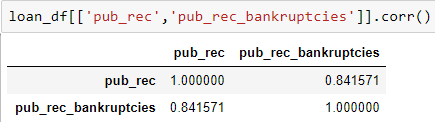 loan_df[['pub_rec','pub_rec_bankruptcies']].corr()
pub_rec pub_rec_bankruptcies
pub_rec 1.000000 0.841571
pub_rec_bankruptcies 0.841571 1.000000